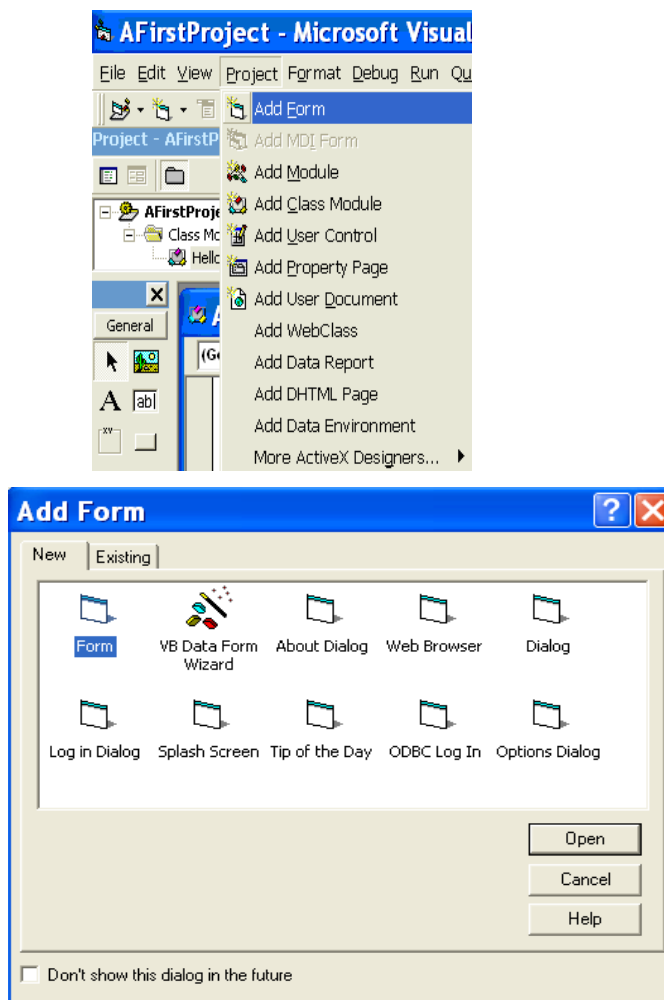 AFirstProject - Microsoft Visual
File Edit View Project Format Debug Run Qu
Add Form
Project - AFirstP
Add MDI Form
Add Module
AFirstProje
Add Class Module
Class Mo
Add User Control
Hello
Add Property Page
Add User Document
General
Add WebClass
(Ge
Add Data Report
A ab|
Add DHTML Page
xv
Add Data Environment
More ActiveX Designers...
Add Form
New Existing
Form VB Data Form Wizard About Dialog Web Browser Dialog
Log in Dialog Splash Screen Tip of the Day ODBC Log In Options Dialog
Open
Cancel
Help
Don't show this dialog in the future